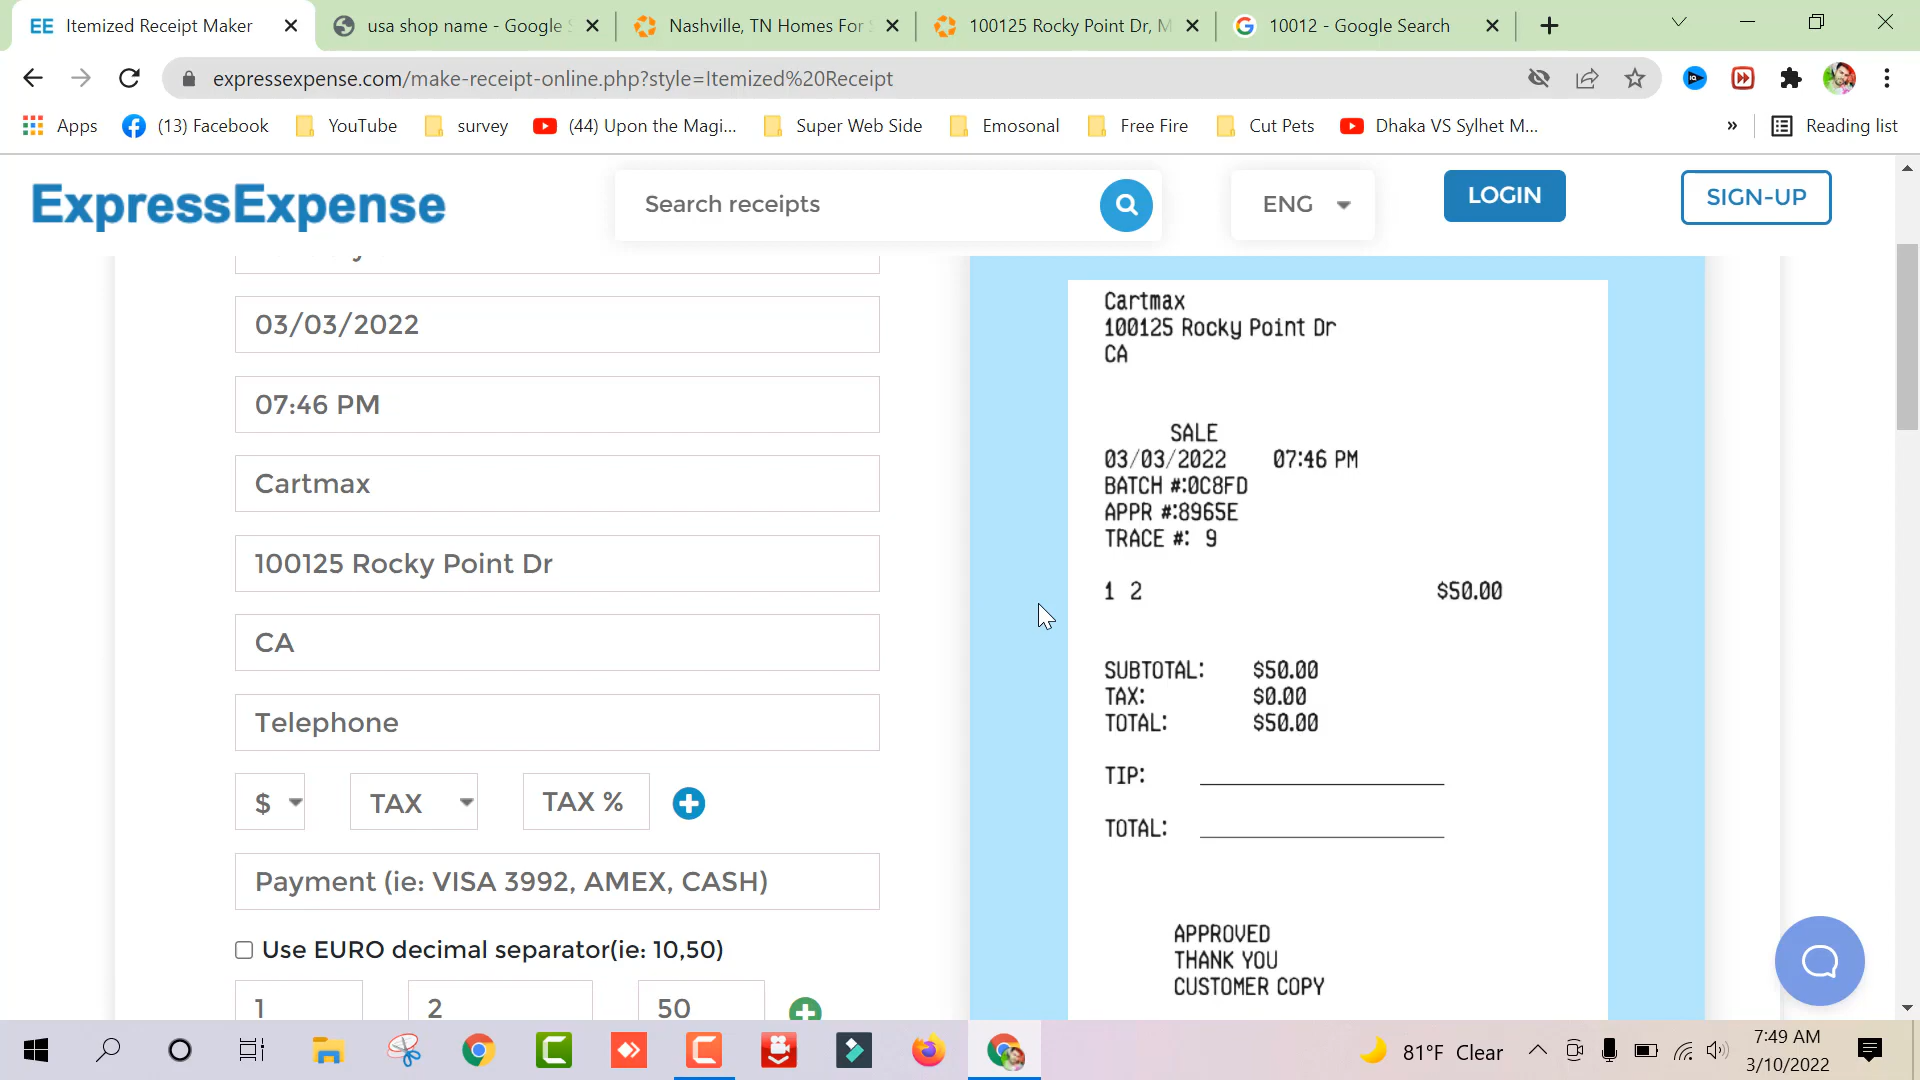 EE Itemized Receipt Maker
usa shop name - Google
Nashville, TN Homes For
100125 Rocky Point Dr, M
10012 - Google Search
expressexpense.com/make-receipt-online.php?style=Itemized%20Receipt
Apps
(13) Facebook
YouTube
survey
(44) Upon the Magi...
Super Web Side
Emosonal
Free Fire
Cut Pets
Dhaka VS Sylhet M...
»
Reading list
ExpressExpense
Search receipts
ENG
LOGIN
SIGN-UP
03/03/2022
07:46 PM
Cartmax
100125 Rocky Point Dr
CA
Telephone
$ TAX TAX %
Payment (ie: VISA 3992, AMEX, CASH)
Use EURO decimal separator(ie: 10,50)
1 2 50
Cartmax
100125 Rocky Point Dr
CA
SALE
03/03/2022 07:46 PM
BATCH #:0C8FD
APPR #:8965E
TRACE #: 9
1 2 $50.00
SUBTOTAL: $50.00
TAX: $0.00
TOTAL: $50.00
TIP:
TOTAL:
APPROVED
THANK YOU
CUSTOMER COPY
81°F Clear
7:49 AM
3/10/2022